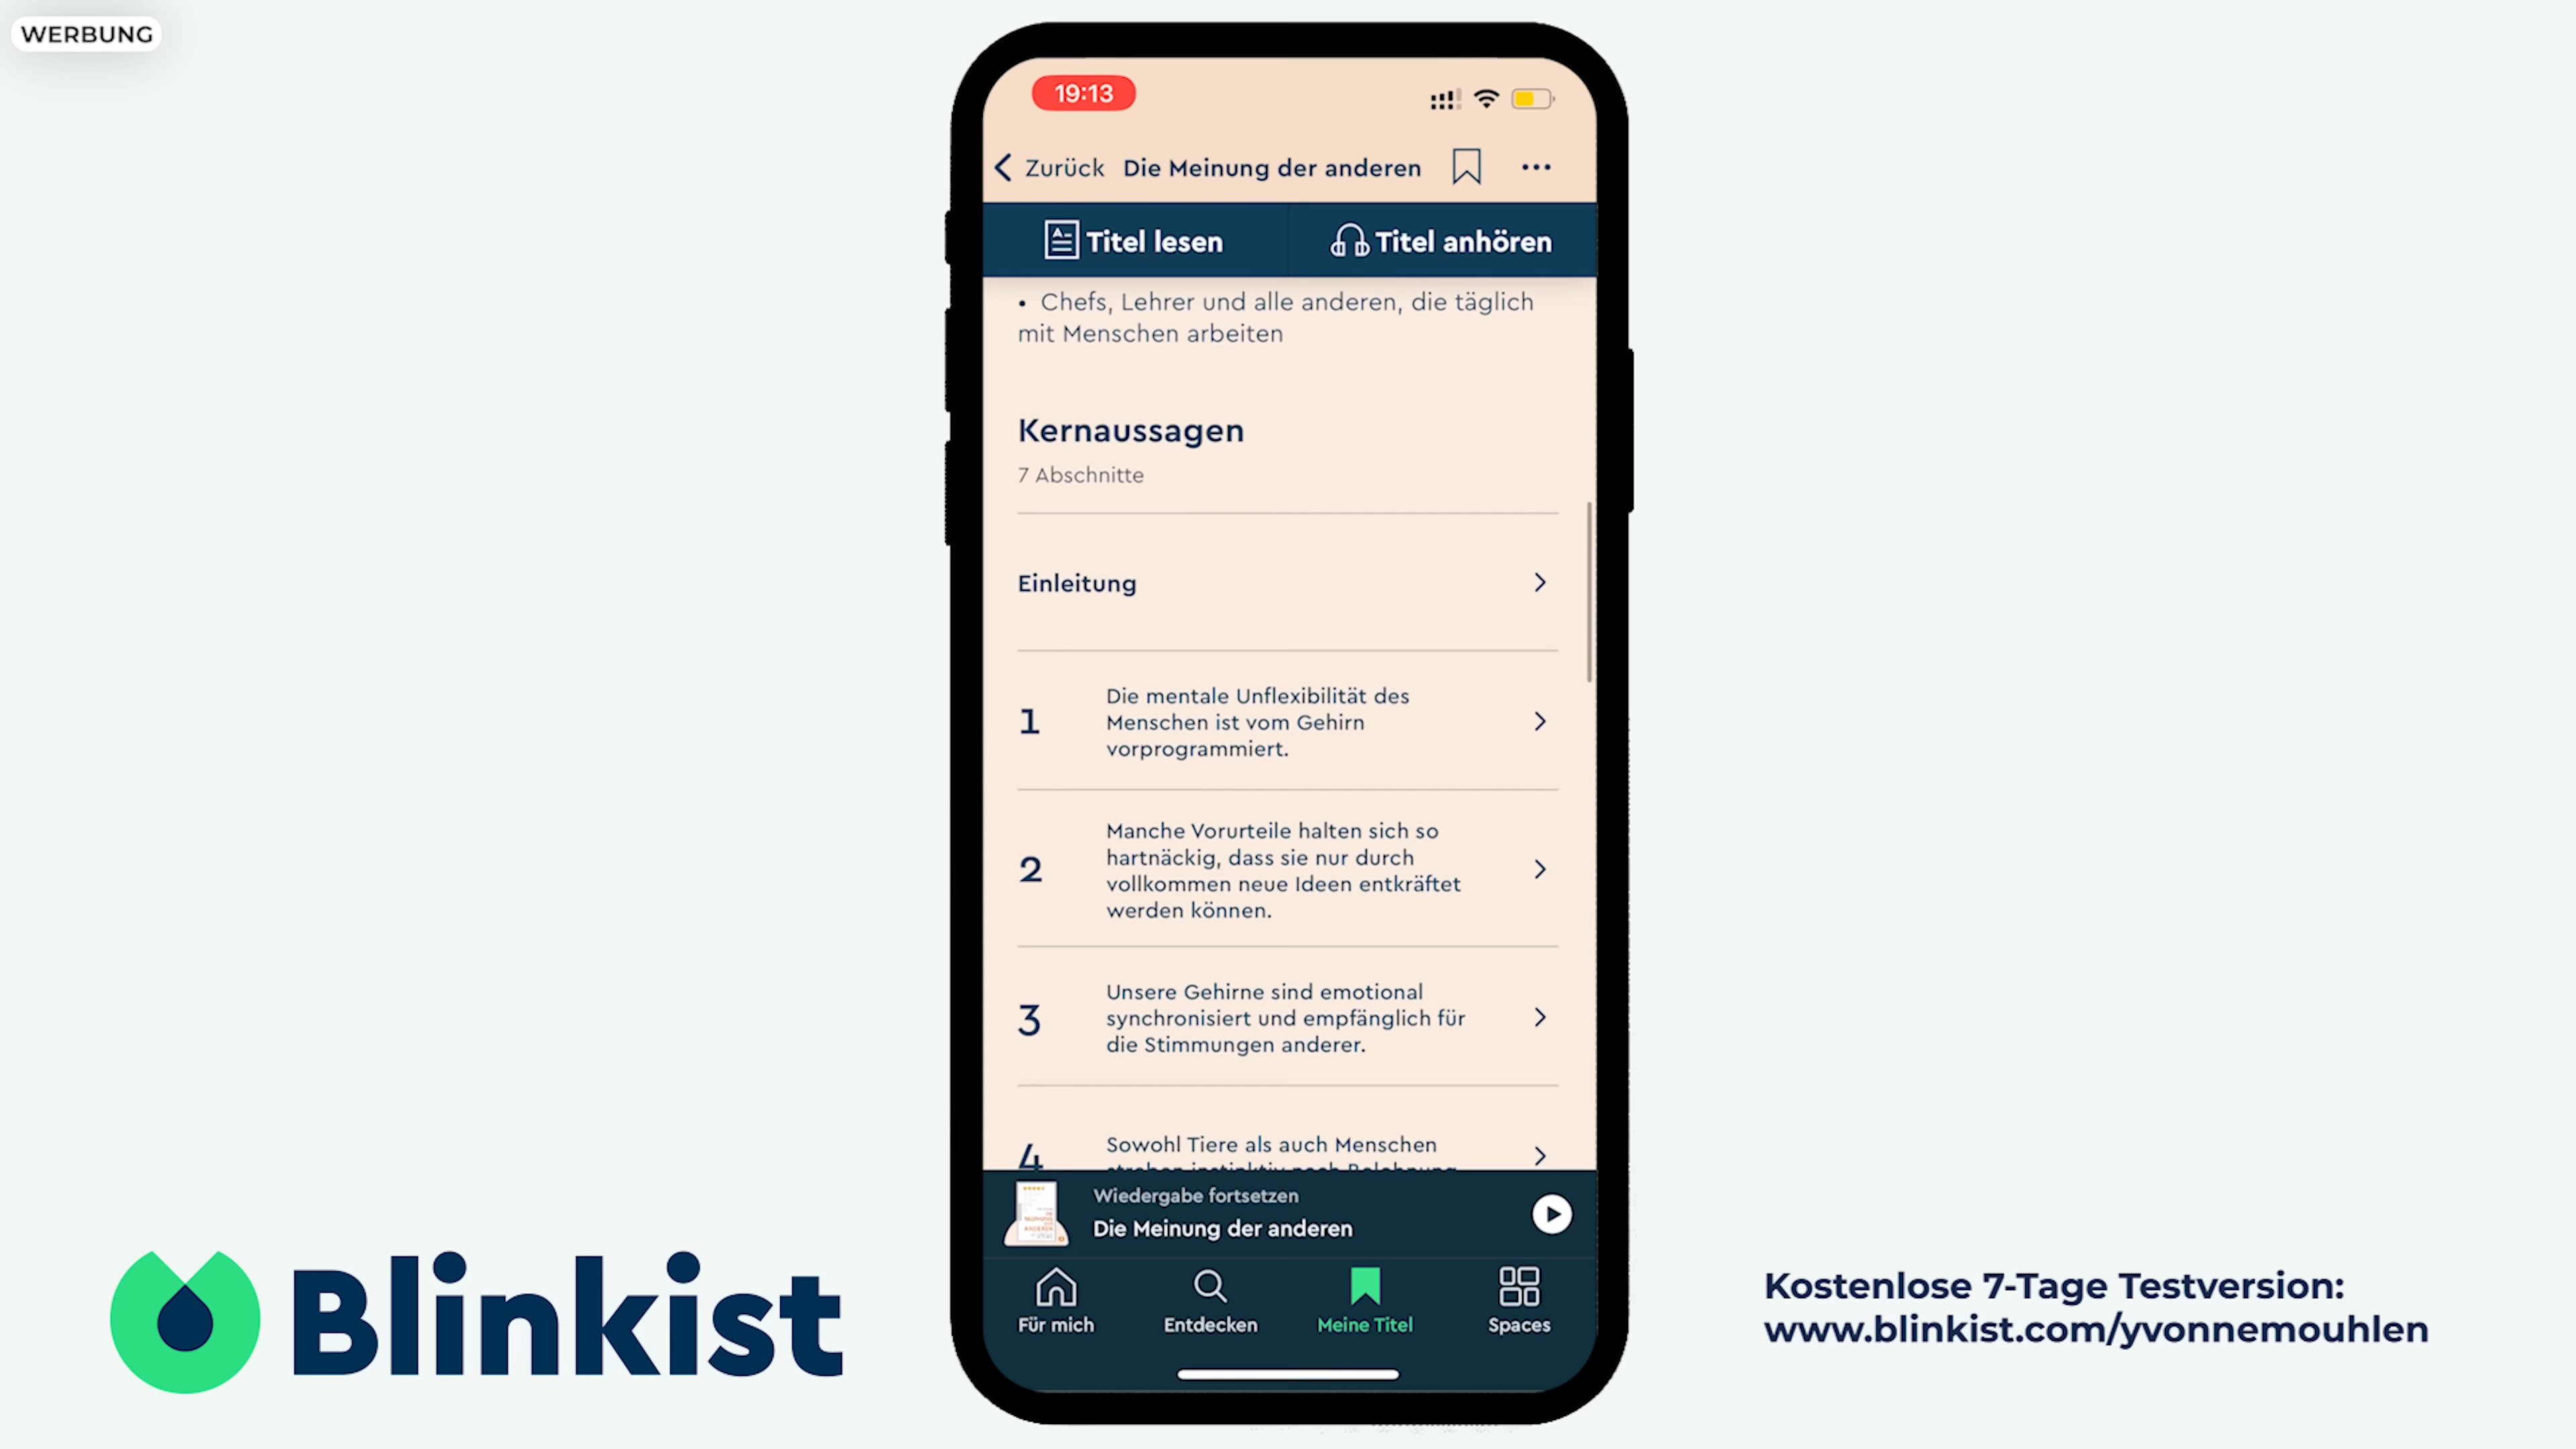 WERBUNG
19:13
Zurück Die Meinung der anderen
Titel lesen Titel anhören
• Chefs, Lehrer und alle anderen, die täglich
mit Menschen arbeiten
Kernaussagen
7 Abschnitte
Einleitung
1
Die mentale Unflexibilität des
Menschen ist vom Gehirn
vorprogrammiert.
2
Manche Vorurteile halten sich so
hartnäckig, dass sie nur durch
vollkommen neue Ideen entkräftet
werden können.
3
Unsere Gehirne sind emotional
synchronisiert und empfänglich für
die Stimmungen anderer.
4
Sowohl Tiere als auch Menschen
streben instinktiv nach Belohnung
Wiedergabe fortsetzen
Die Meinung der anderen
Für mich Entdecken Meine Titel Spaces
Blinkist
Kostenlose 7-Tage Testversion:
www.blinkist.com/yvonnemouhlen